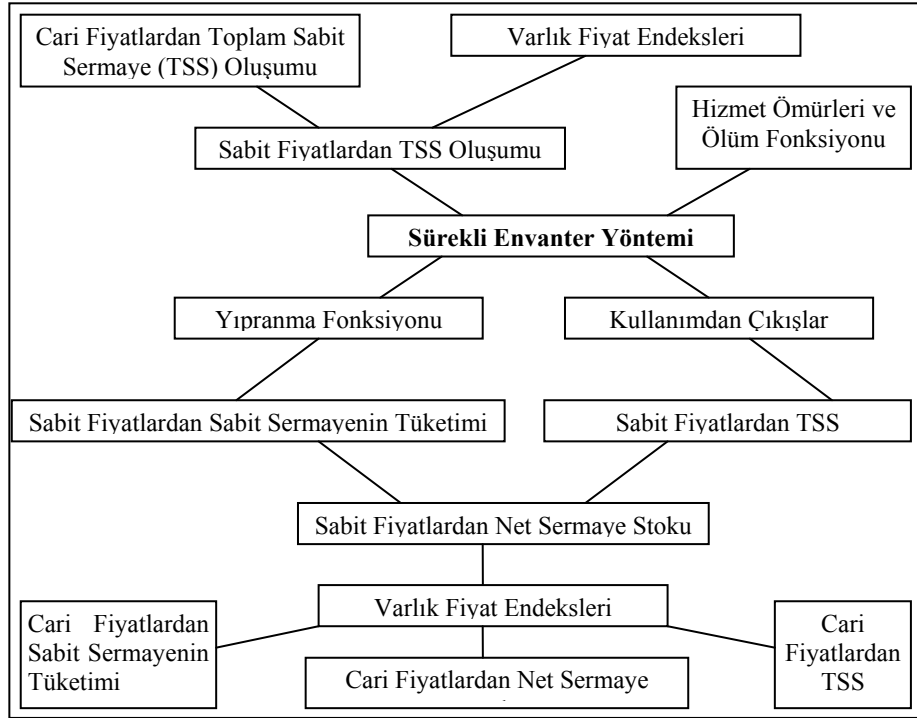 Cari Fiyatlardan Toplam Sabit
Sermaye (TSS) Oluşumu
Varlık Fiyat Endeksleri
Hizmet Ömürleri ve
Ölüm Fonksiyonu
Sabit Fiyatlardan TSS Oluşumu
Sürekli Envanter Yöntemi
Yıpranma Fonksiyonu
Kullanımdan Çıkışlar
Sabit Fiyatlardan Sabit Sermayenin Tüketimi
Sabit Fiyatlardan TSS
Sabit Fiyatlardan Net Sermaye Stoku
Varlık Fiyat Endeksleri
Cari Fiyatlardan
Sabit Sermayenin
Tüketimi
Cari Fiyatlardan Net Sermaye
Cari
Fiyatlardan
TSS